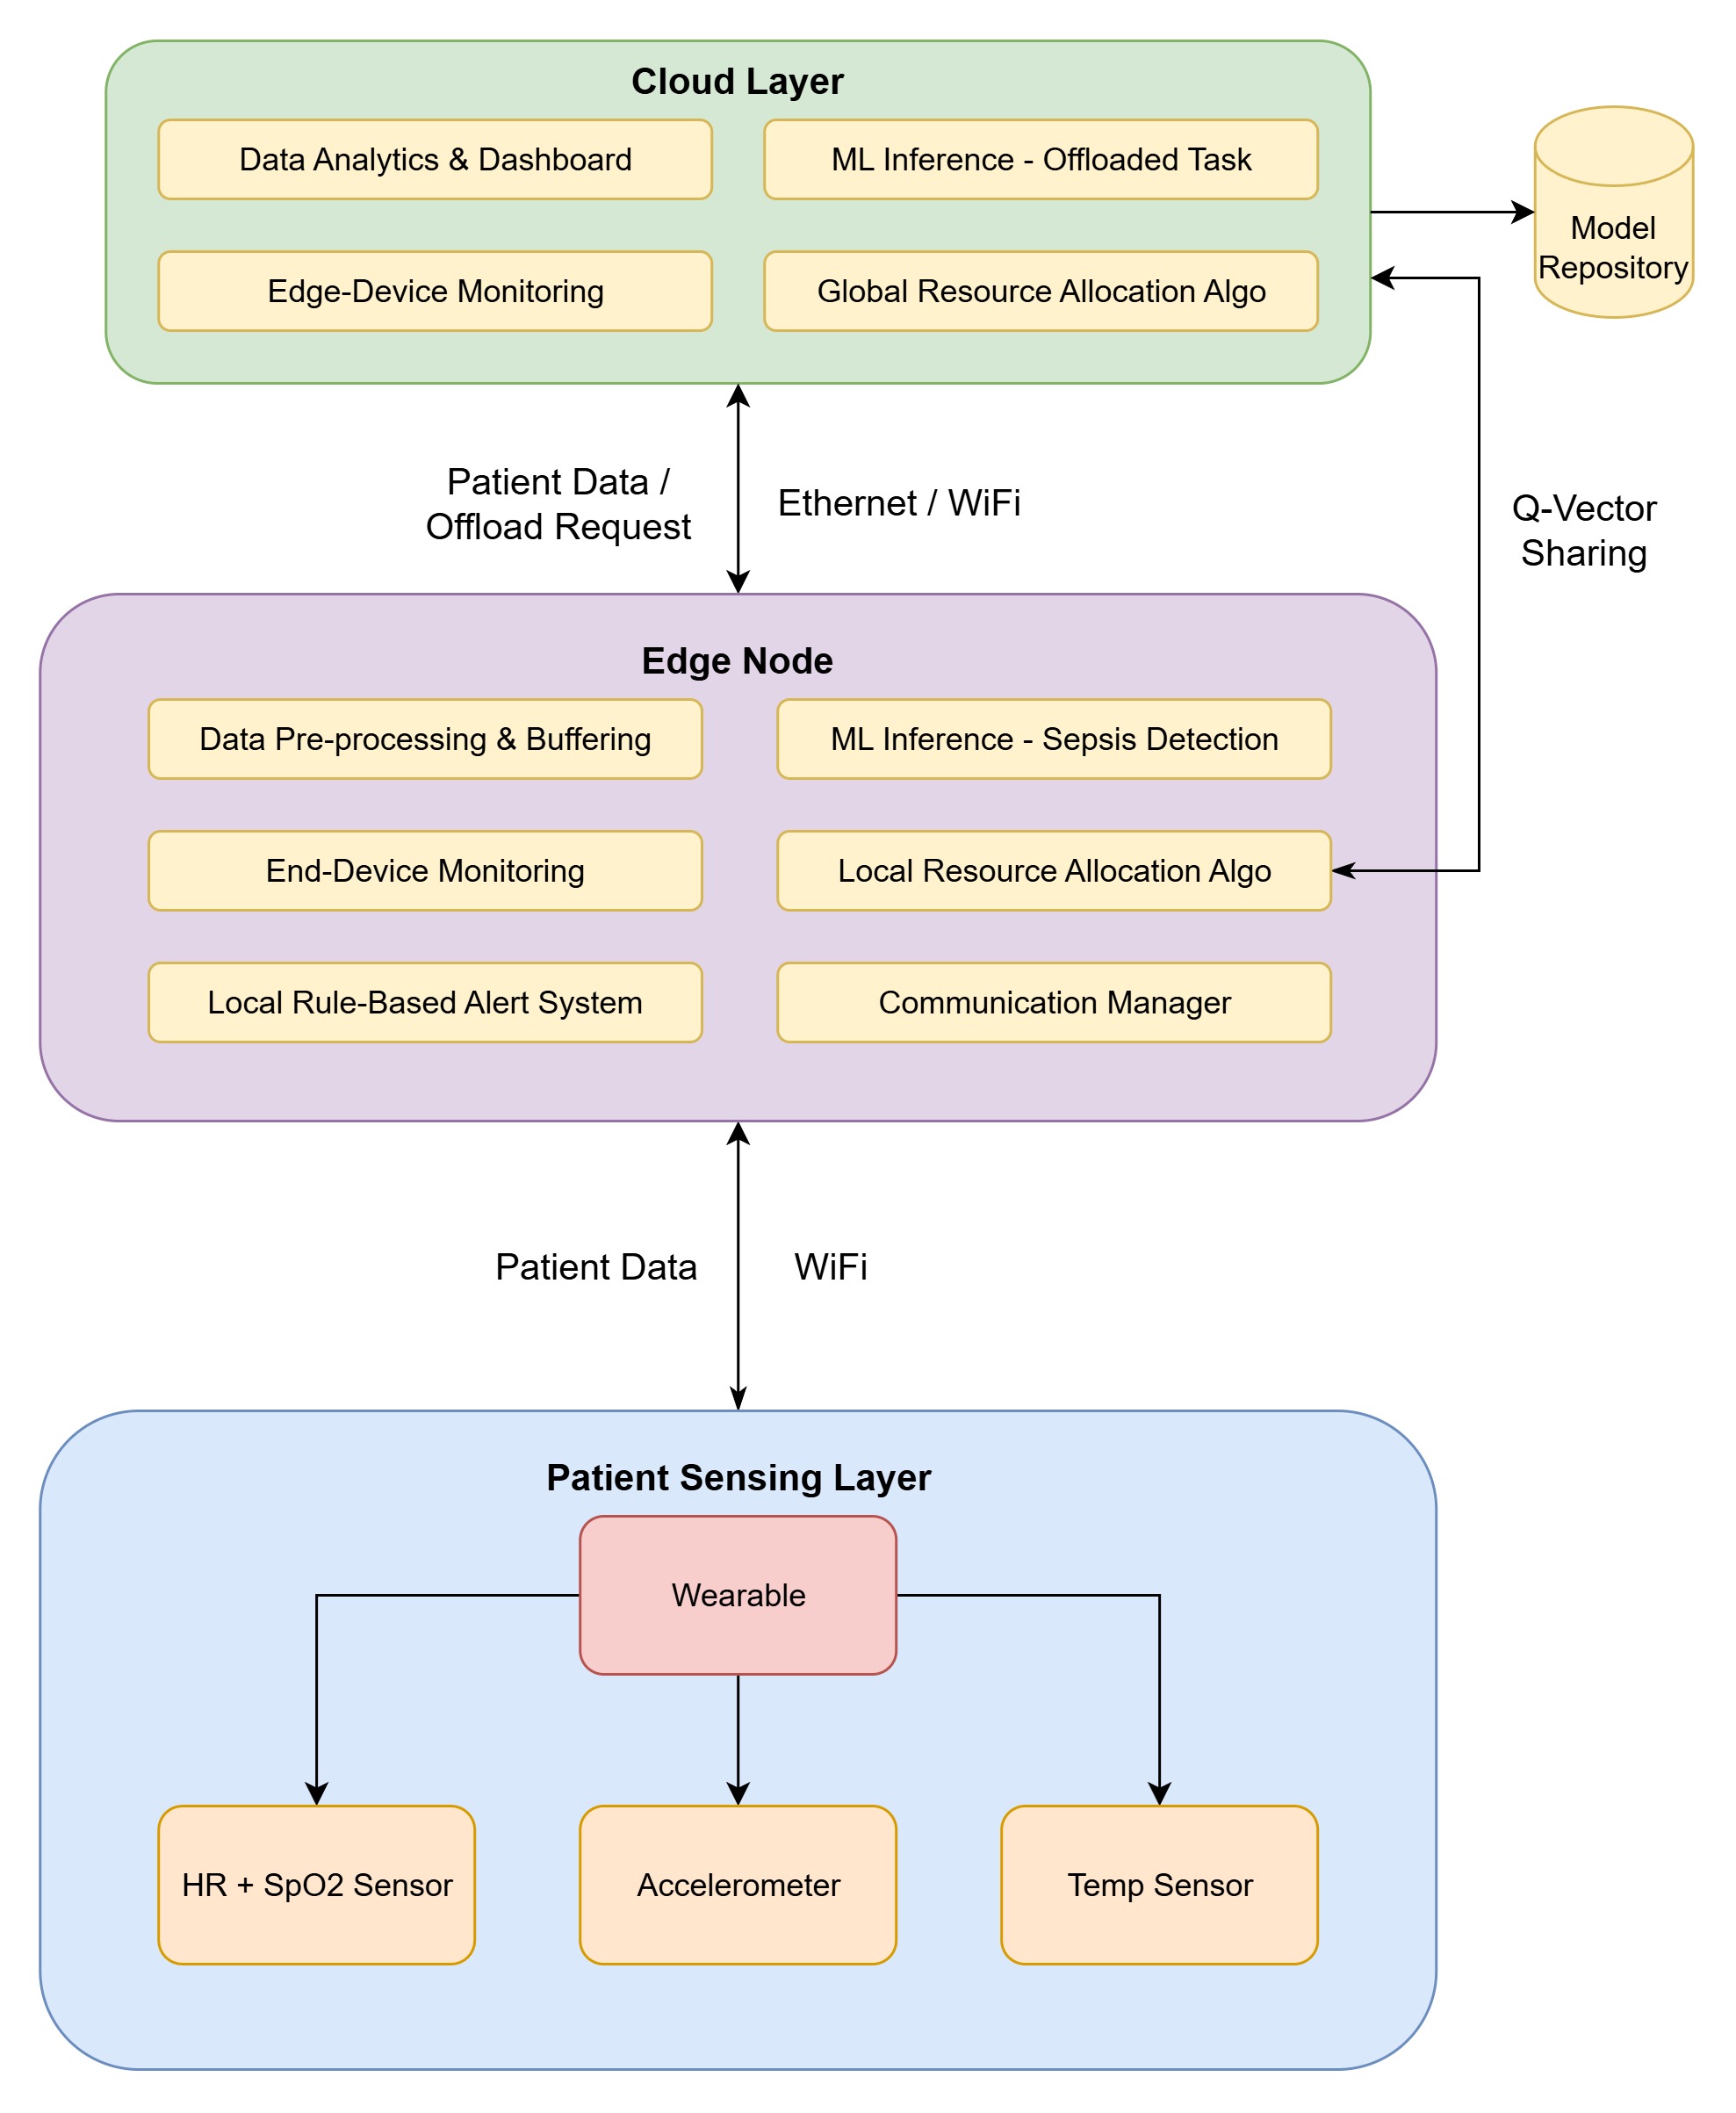 Cloud Layer
Data Analytics & Dashboard
ML Inference - Offloaded Task
Edge-Device Monitoring
Global Resource Allocation Algo
Model
Repository
Patient Data /
Offload Request
Ethernet / WiFi
Q-Vector
Sharing
Edge Node
Data Pre-processing & Buffering
ML Inference - Sepsis Detection
End-Device Monitoring
Local Resource Allocation Algo
Local Rule-Based Alert System
Communication Manager
Patient Data
WiFi
Patient Sensing Layer
Wearable
HR + SpO2 Sensor
Accelerometer
Temp Sensor